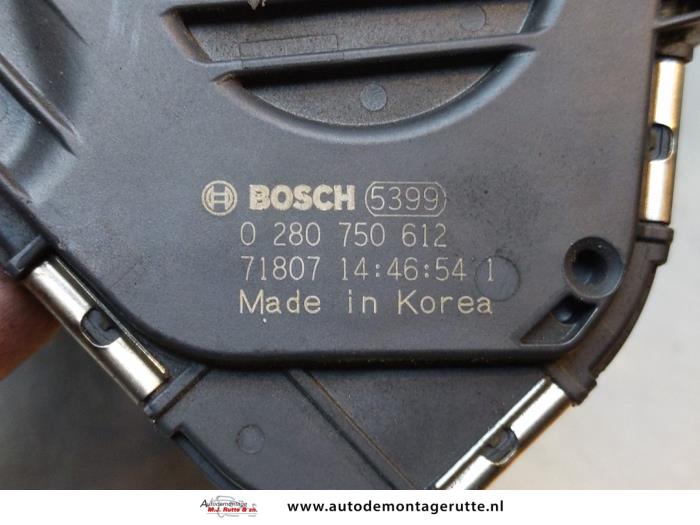 BOSCH 5399
0 280 750 612
71807 14:46:54 1
Made in Korea
Autodemontage
M.J. Rutte & zn.
www.autodemontagerutte.nl